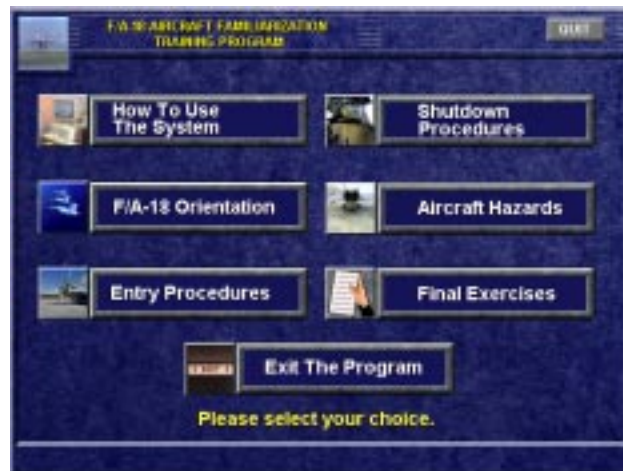 F/A-18 AIRCRAFT FAMILIARIZATION
TRAINING PROGRAM
QUIT
How To Use
The System
Shutdown
Procedures
F/A-18 Orientation
Aircraft Hazards
Entry Procedures
Final Exercises
Exit The Program
Please select your choice.